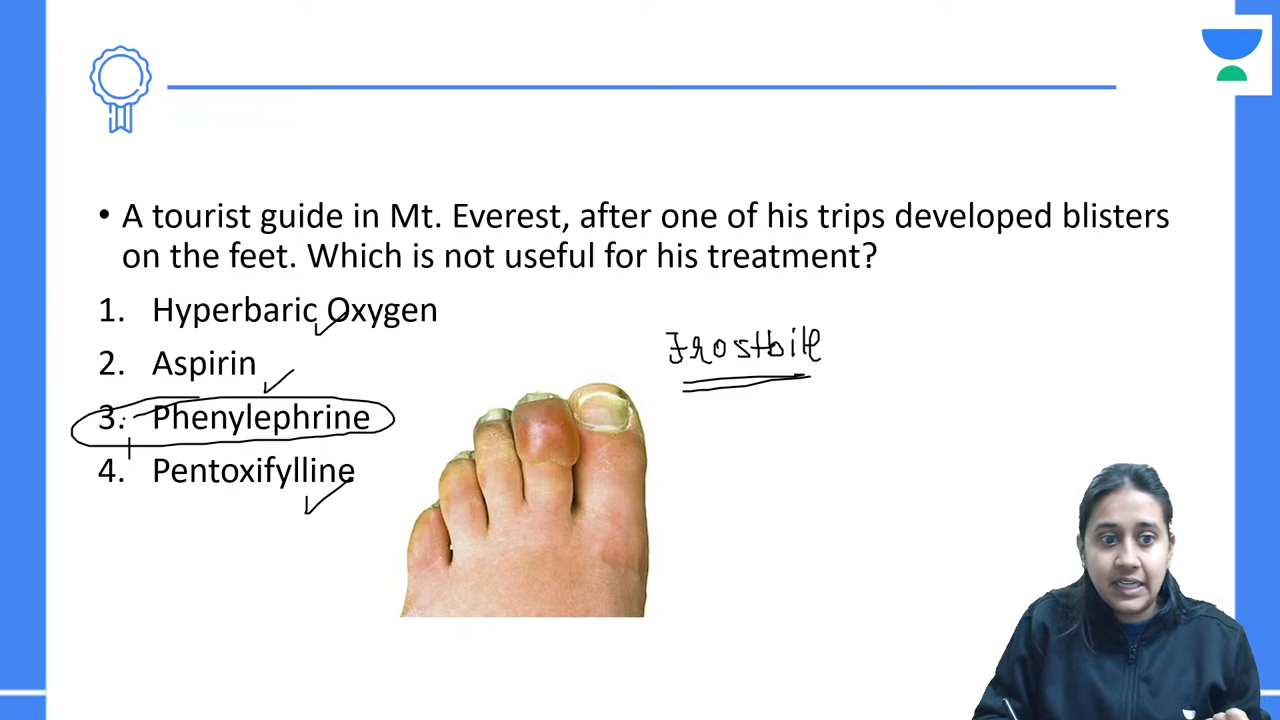 • A tourist guide in Mt. Everest, after one of his trips developed blisters
on the feet. Which is not useful for his treatment?
1. Hyperbaric Oxygen
2. Aspirin
3. Phenylephrine
4. Pentoxifylline
Frostbite